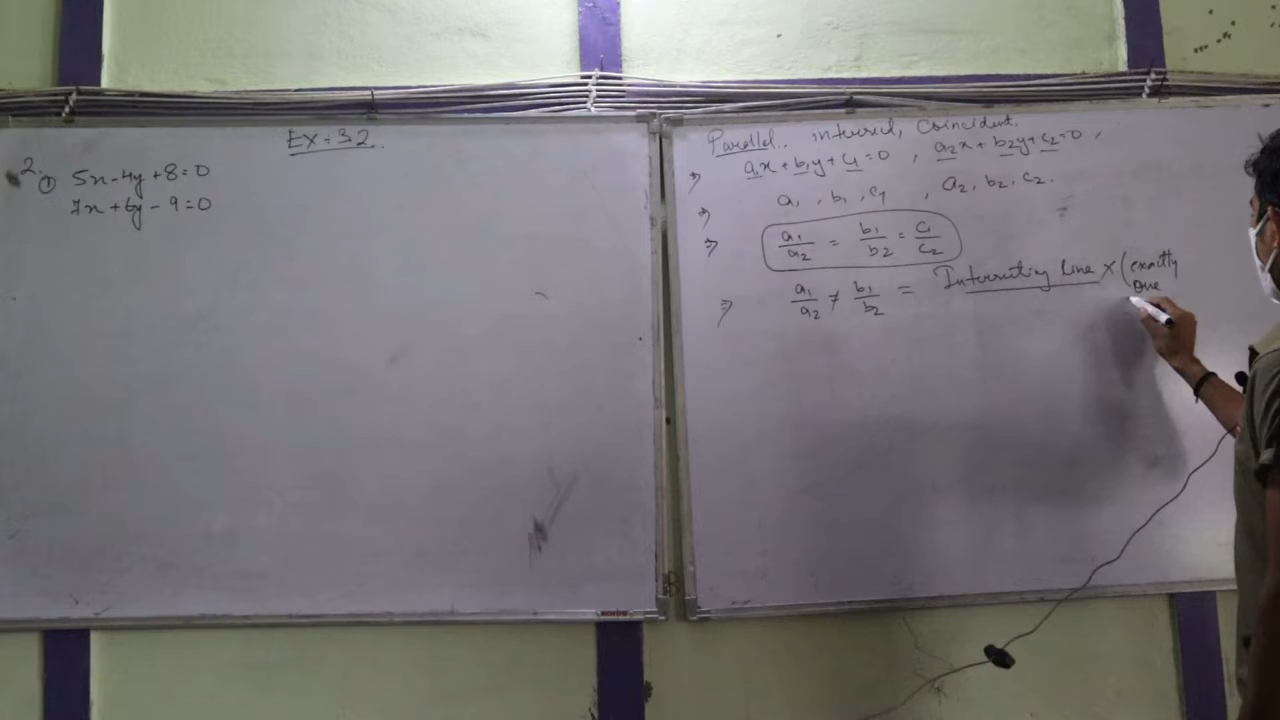 EX-3.2
2. ① 5x-4y+8=0
7x+6y-9=0
Parallel, intersect, Coincident.
⇒ a₁x+b₁y+c₁=0 , a₂x+b₂y+c₂=0,
⇒ a₁, b₁, c₁ , a₂, b₂, c₂.
⇒ a₁/a₂ = b₁/b₂ = c₁/c₂
⇒ a₁/a₂ ≠ b₁/b₂ = Intersecting line × (exactly
one